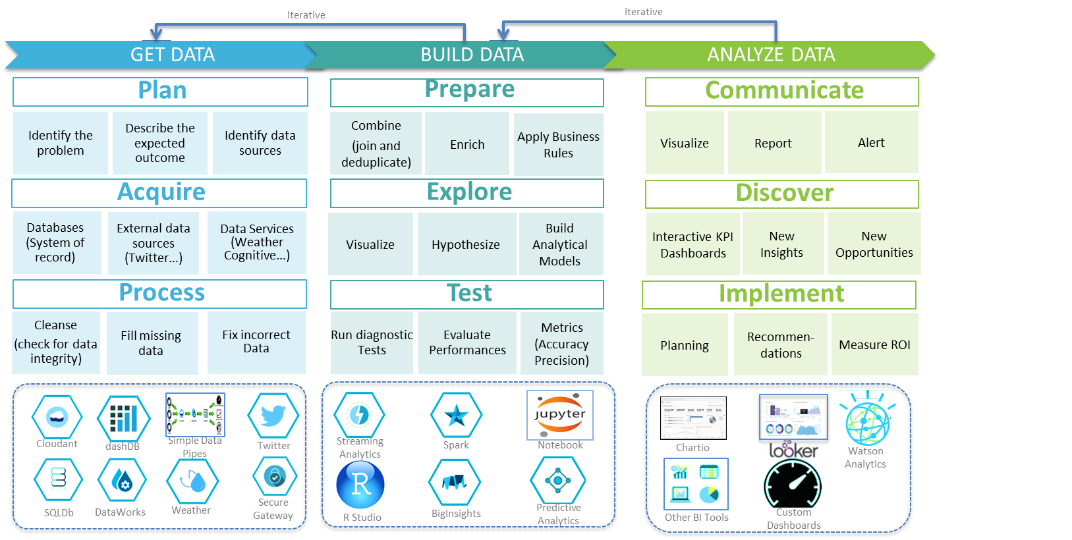 Iterative
Iterative
GET DATA
BUILD DATA
ANALYZE DATA
Plan
Identify the
problem
Describe the
expected
outcome
Identify data
sources
Acquire
Databases
(System of
record)
External data
sources
(Twitter...)
Data Services
(Weather
Cognitive...)
Process
Cleanse
(check for data
integrity)
Fill missing
data
Fix incorrect
Data
Cloudant
dashDB
Simple Data
Pipes
Twitter
SQLDb
DataWorks
Weather
Secure
Gateway
Prepare
Combine
(join and
deduplicate)
Enrich
Apply Business
Rules
Explore
Visualize
Hypothesize
Build
Analytical
Models
Test
Run diagnostic
Tests
Evaluate
Performances
Metrics
(Accuracy
Precision)
Streaming
Analytics
Spark
jupyter
Notebook
R
R Studio
BigInsights
Predictive
Analytics
Communicate
Visualize
Report
Alert
Discover
Interactive KPI
Dashboards
New
Insights
New
Opportunities
Implement
Planning
Recommen-
dations
Measure ROI
Chartio
looker
Watson
Analytics
Other BI Tools
Custom
Dashboards